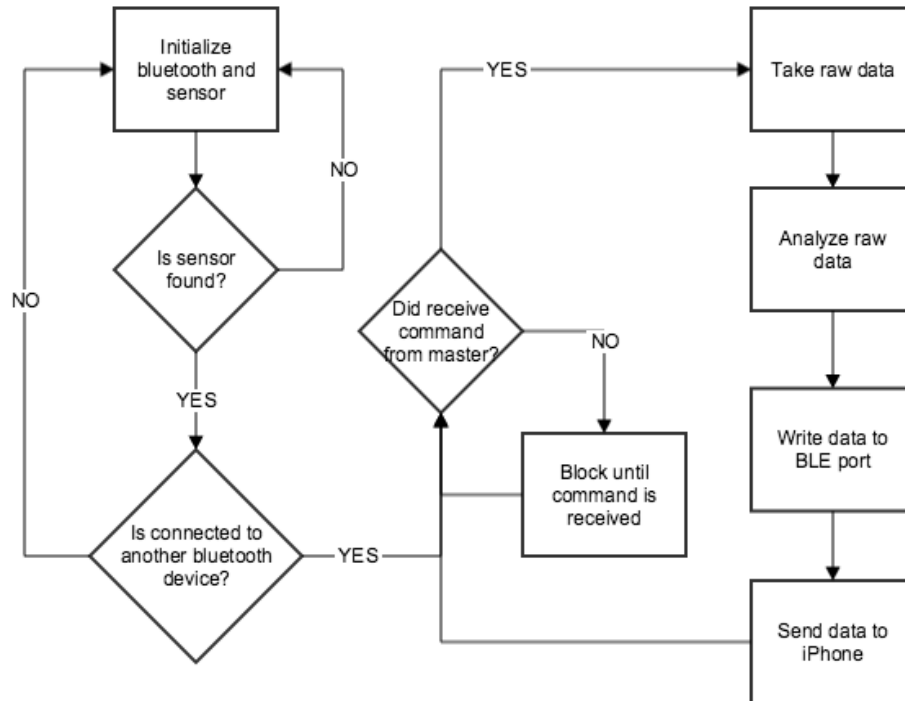 Initialize
bluetooth and
sensor
NO
Is sensor
found?
YES
NO
Is connected to
another bluetooth
device?
YES
Did receive
command
from master?
YES
NO
Block until
command is
received
Take raw data
Analyze raw
data
Write data to
BLE port
Send data to
iPhone